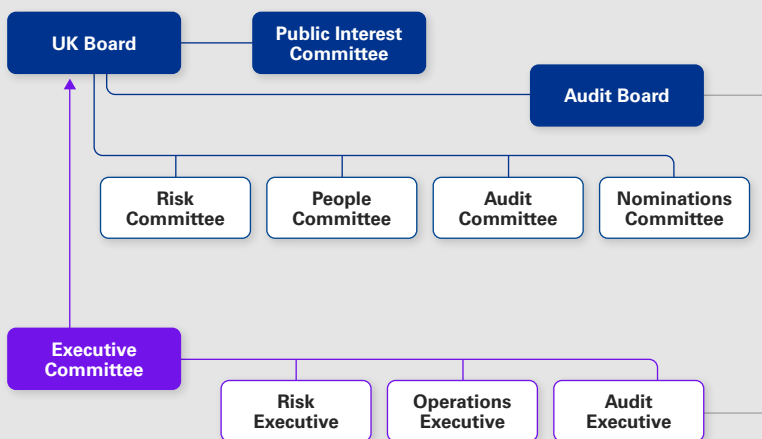 UK Board
Public Interest
Committee
Audit Board
Risk
Committee
People
Committee
Audit
Committee
Nominations
Committee
Executive
Committee
Risk
Executive
Operations
Executive
Audit
Executive